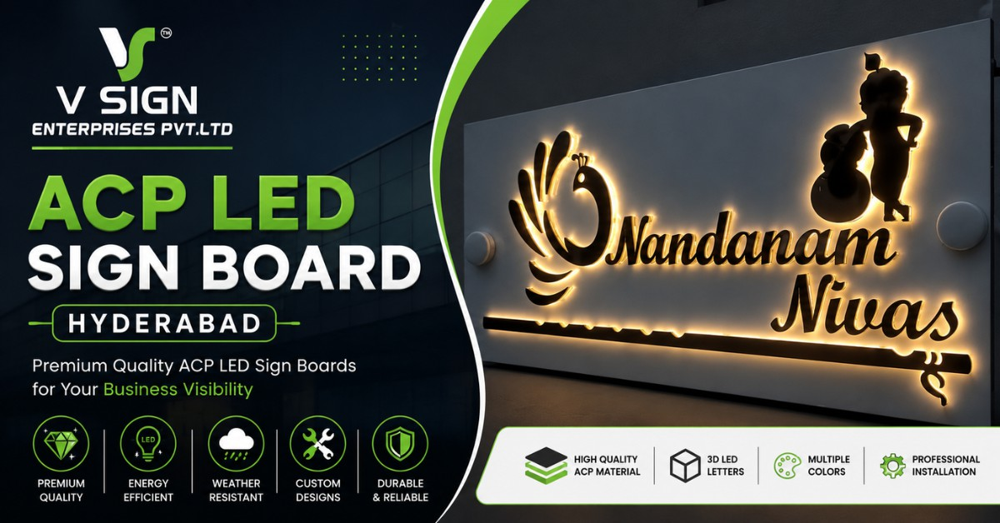 TM
V SIGN
ENTERPRISES PVT.LTD
ACP LED
SIGN BOARD
HYDERABAD
Premium Quality ACP LED Sign Boards
for Your Business Visibility
LED
PREMIUM
QUALITY
ENERGY
EFFICIENT
WEATHER
RESISTANT
CUSTOM
DESIGNS
DURABLE
& RELIABLE
Nandanam
Nivas
HIGH QUALITY
ACP MATERIAL
3D LED
LETTERS
MULTIPLE
COLORS
PROFESSIONAL
INSTALLATION